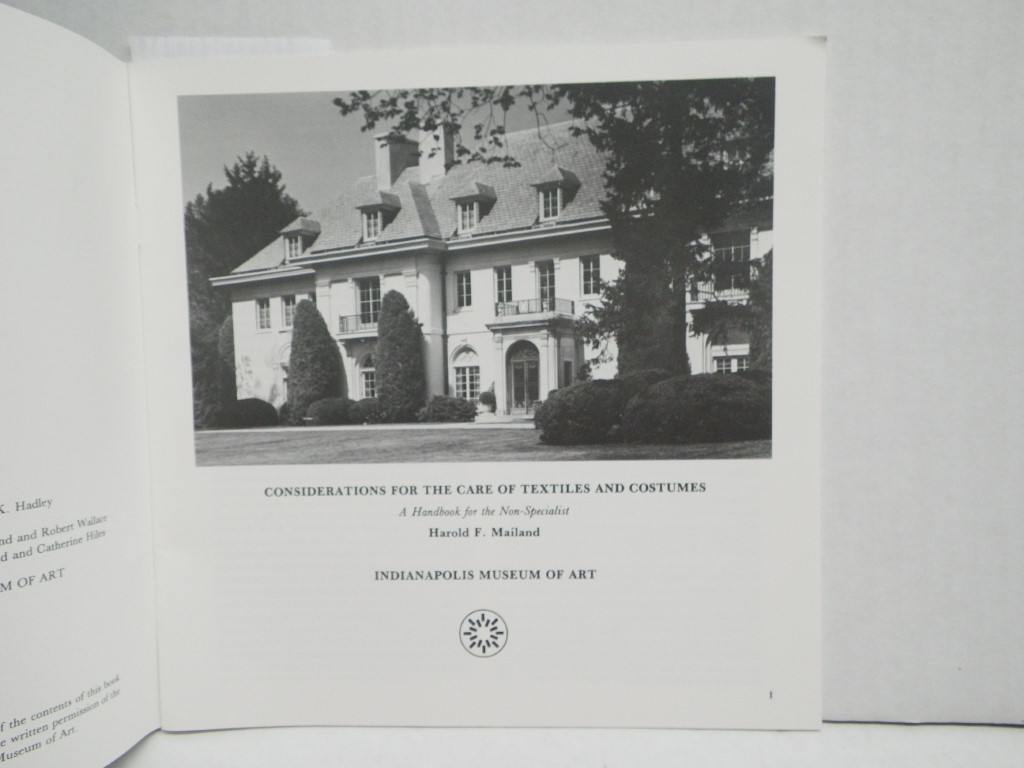 K. Hadley
nd and Robert Wallace
d and Catherine Hiles
M OF ART
f the contents of this book
e written permission of the
Museum of Art.
CONSIDERATIONS FOR THE CARE OF TEXTILES AND COSTUMES
A Handbook for the Non-Specialist
Harold F. Mailand
INDIANAPOLIS MUSEUM OF ART
1